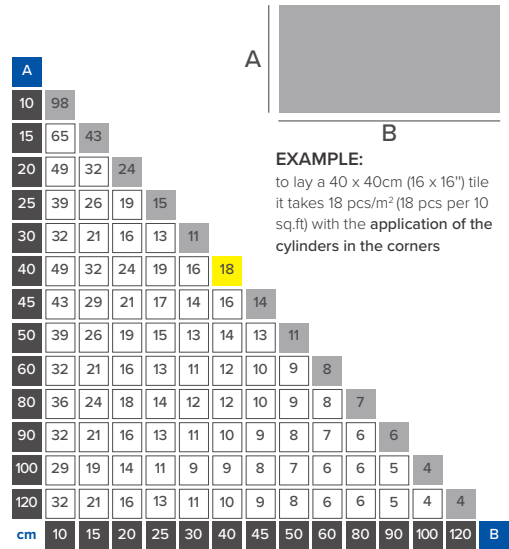 A
B
EXAMPLE:
to lay a 40 x 40cm (16 x 16") tile
it takes 18 pcs/m² (18 pcs per 10
sq.ft) with the application of the
cylinders in the corners
A
10 98
15 65 43
20 49 32 24
25 39 26 19 15
30 32 21 16 13 11
40 49 32 24 19 16 18
45 43 29 21 17 14 16 14
50 39 26 19 15 13 14 13 11
60 32 21 16 13 11 12 10 9 8
80 36 24 18 14 12 12 10 9 8 7
90 32 21 16 13 11 10 9 8 7 6 6
100 29 19 14 11 9 9 8 7 6 6 5 4
120 32 21 16 13 11 10 9 8 6 6 5 4 4
cm 10 15 20 25 30 40 45 50 60 80 90 100 120 B